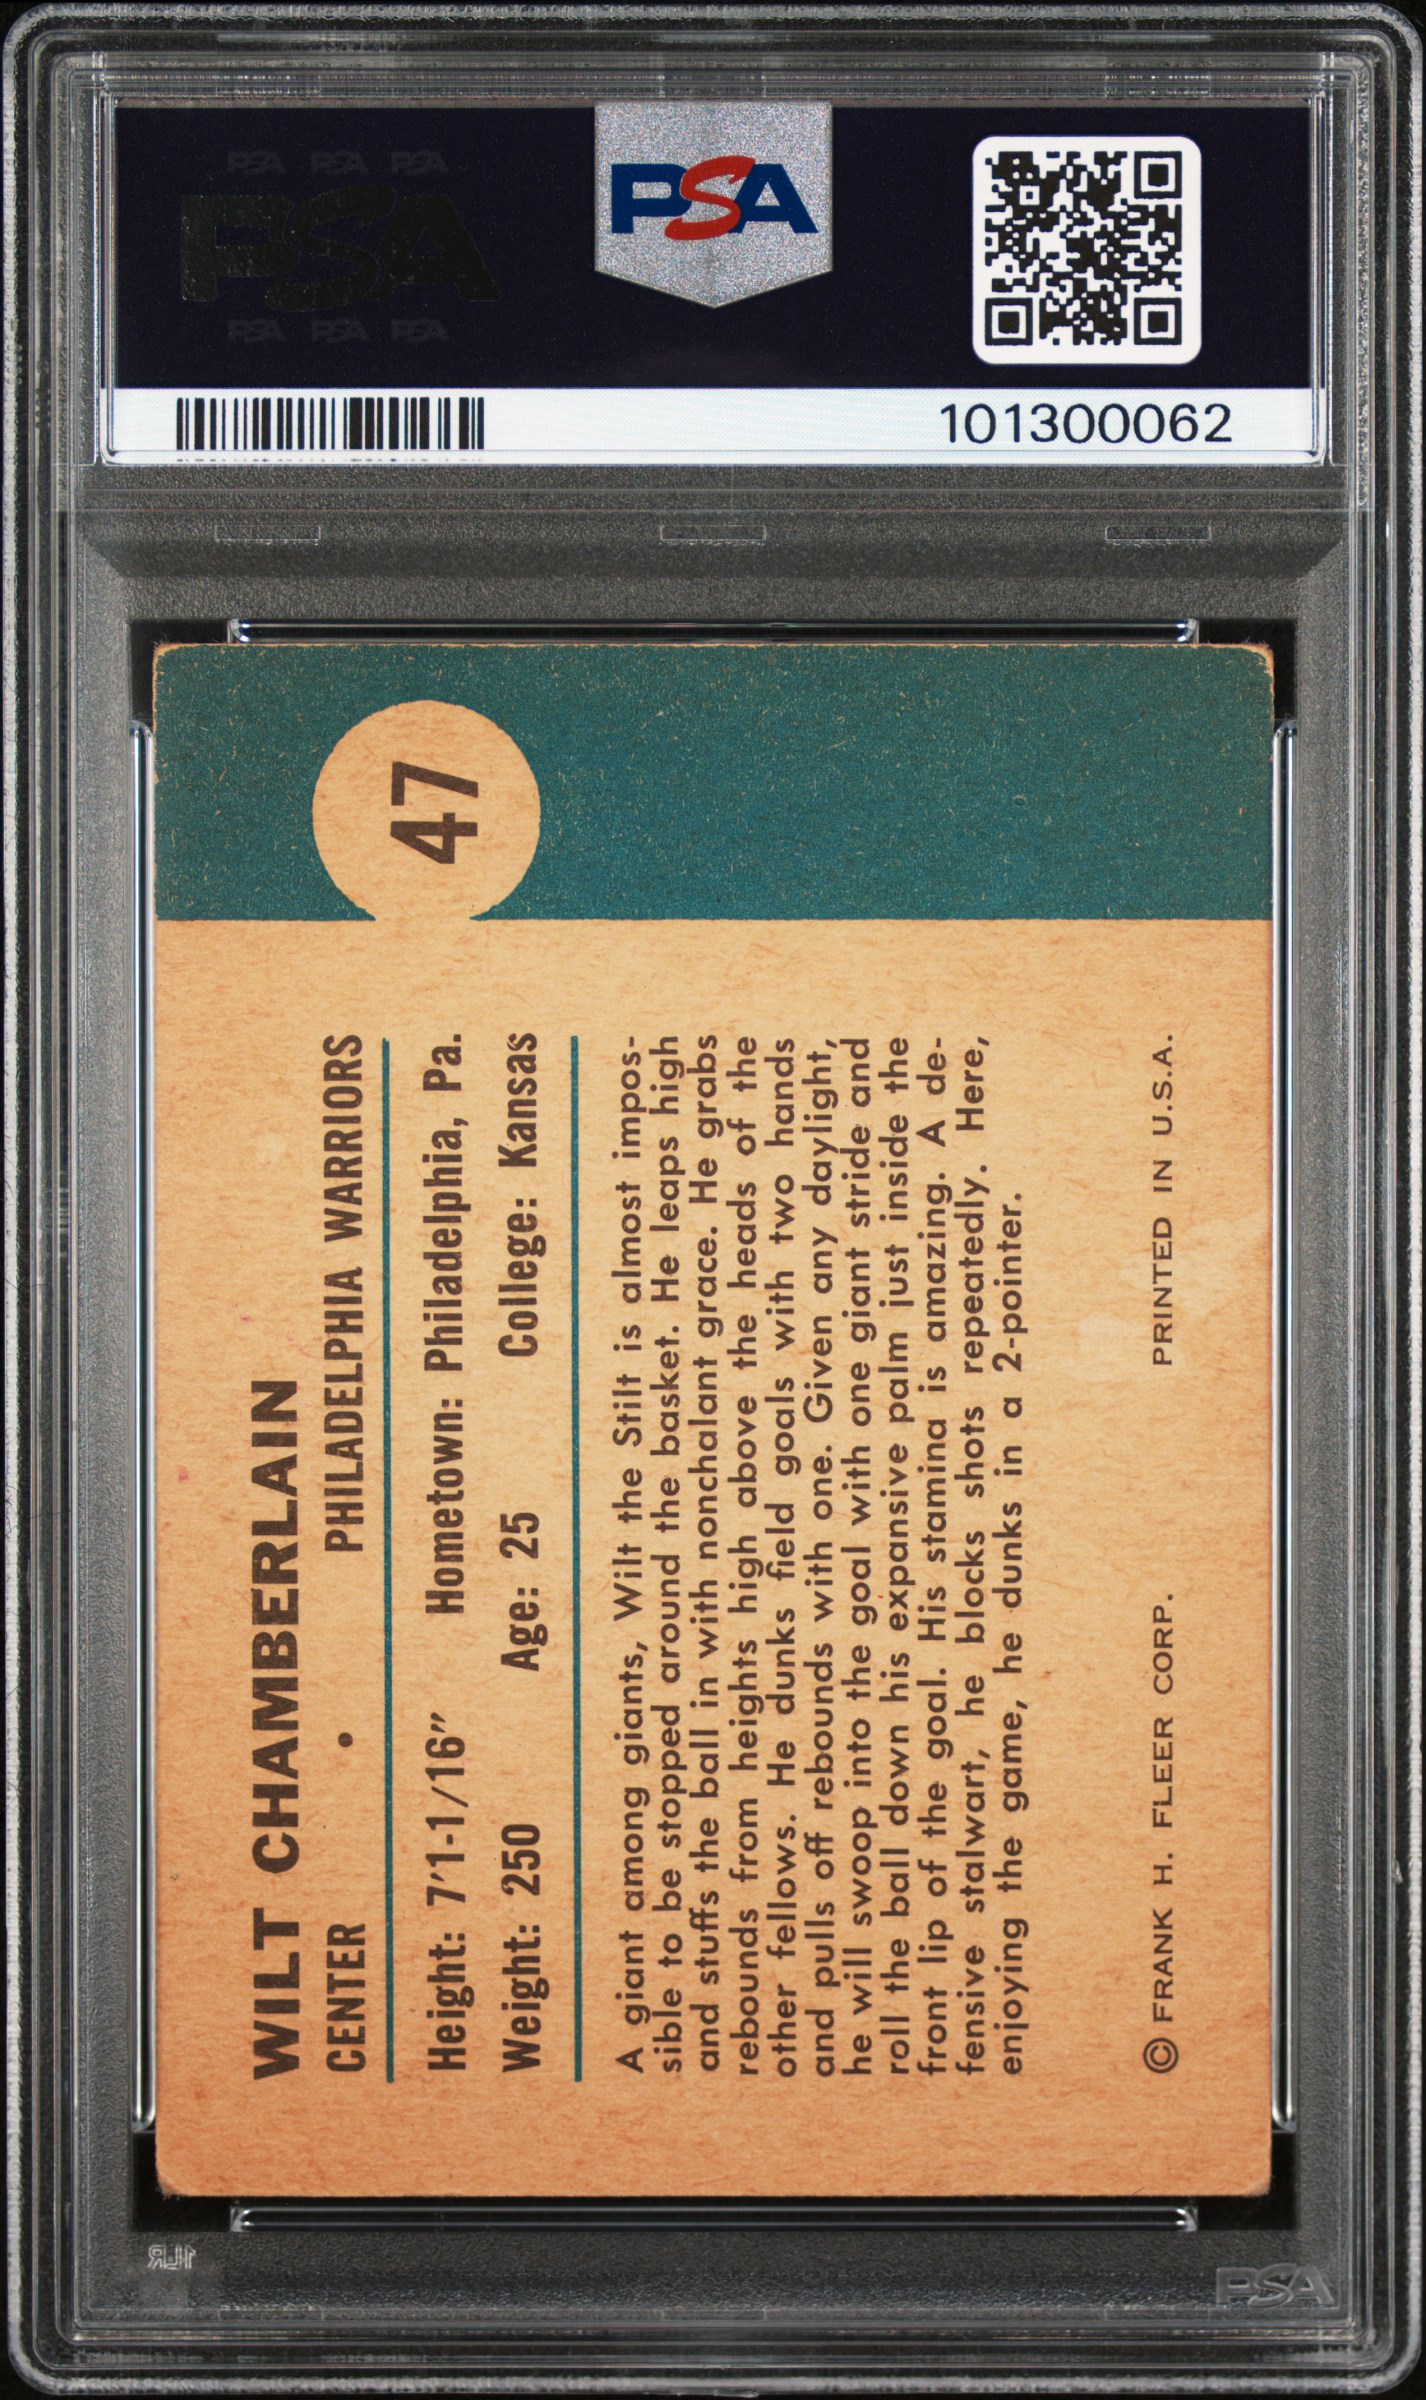 PSA PSA PSA
PSA
PSA PSA PSA
PSA
101300062
47
WILT CHAMBERLAIN
CENTER • PHILADELPHIA WARRIORS
Height: 7'1-1/16" Hometown: Philadelphia, Pa.
Weight: 250 Age: 25 College: Kansas
A giant among giants, Wilt the Stilt is almost impos-
sible to be stopped around the basket. He leaps high
and stuffs the ball in with nonchalant grace. He grabs
rebounds from heights high above the heads of the
other fellows. He dunks field goals with two hands
and pulls off rebounds with one. Given any daylight,
he will swoop into the goal with one giant stride and
roll the ball down his expansive palm just inside the
front lip of the goal. His stamina is amazing. A de-
fensive stalwart, he blocks shots repeatedly. Here,
enjoying the game, he dunks in a 2-pointer.
© FRANK H. FLEER CORP. PRINTED IN U.S.A.
PSA